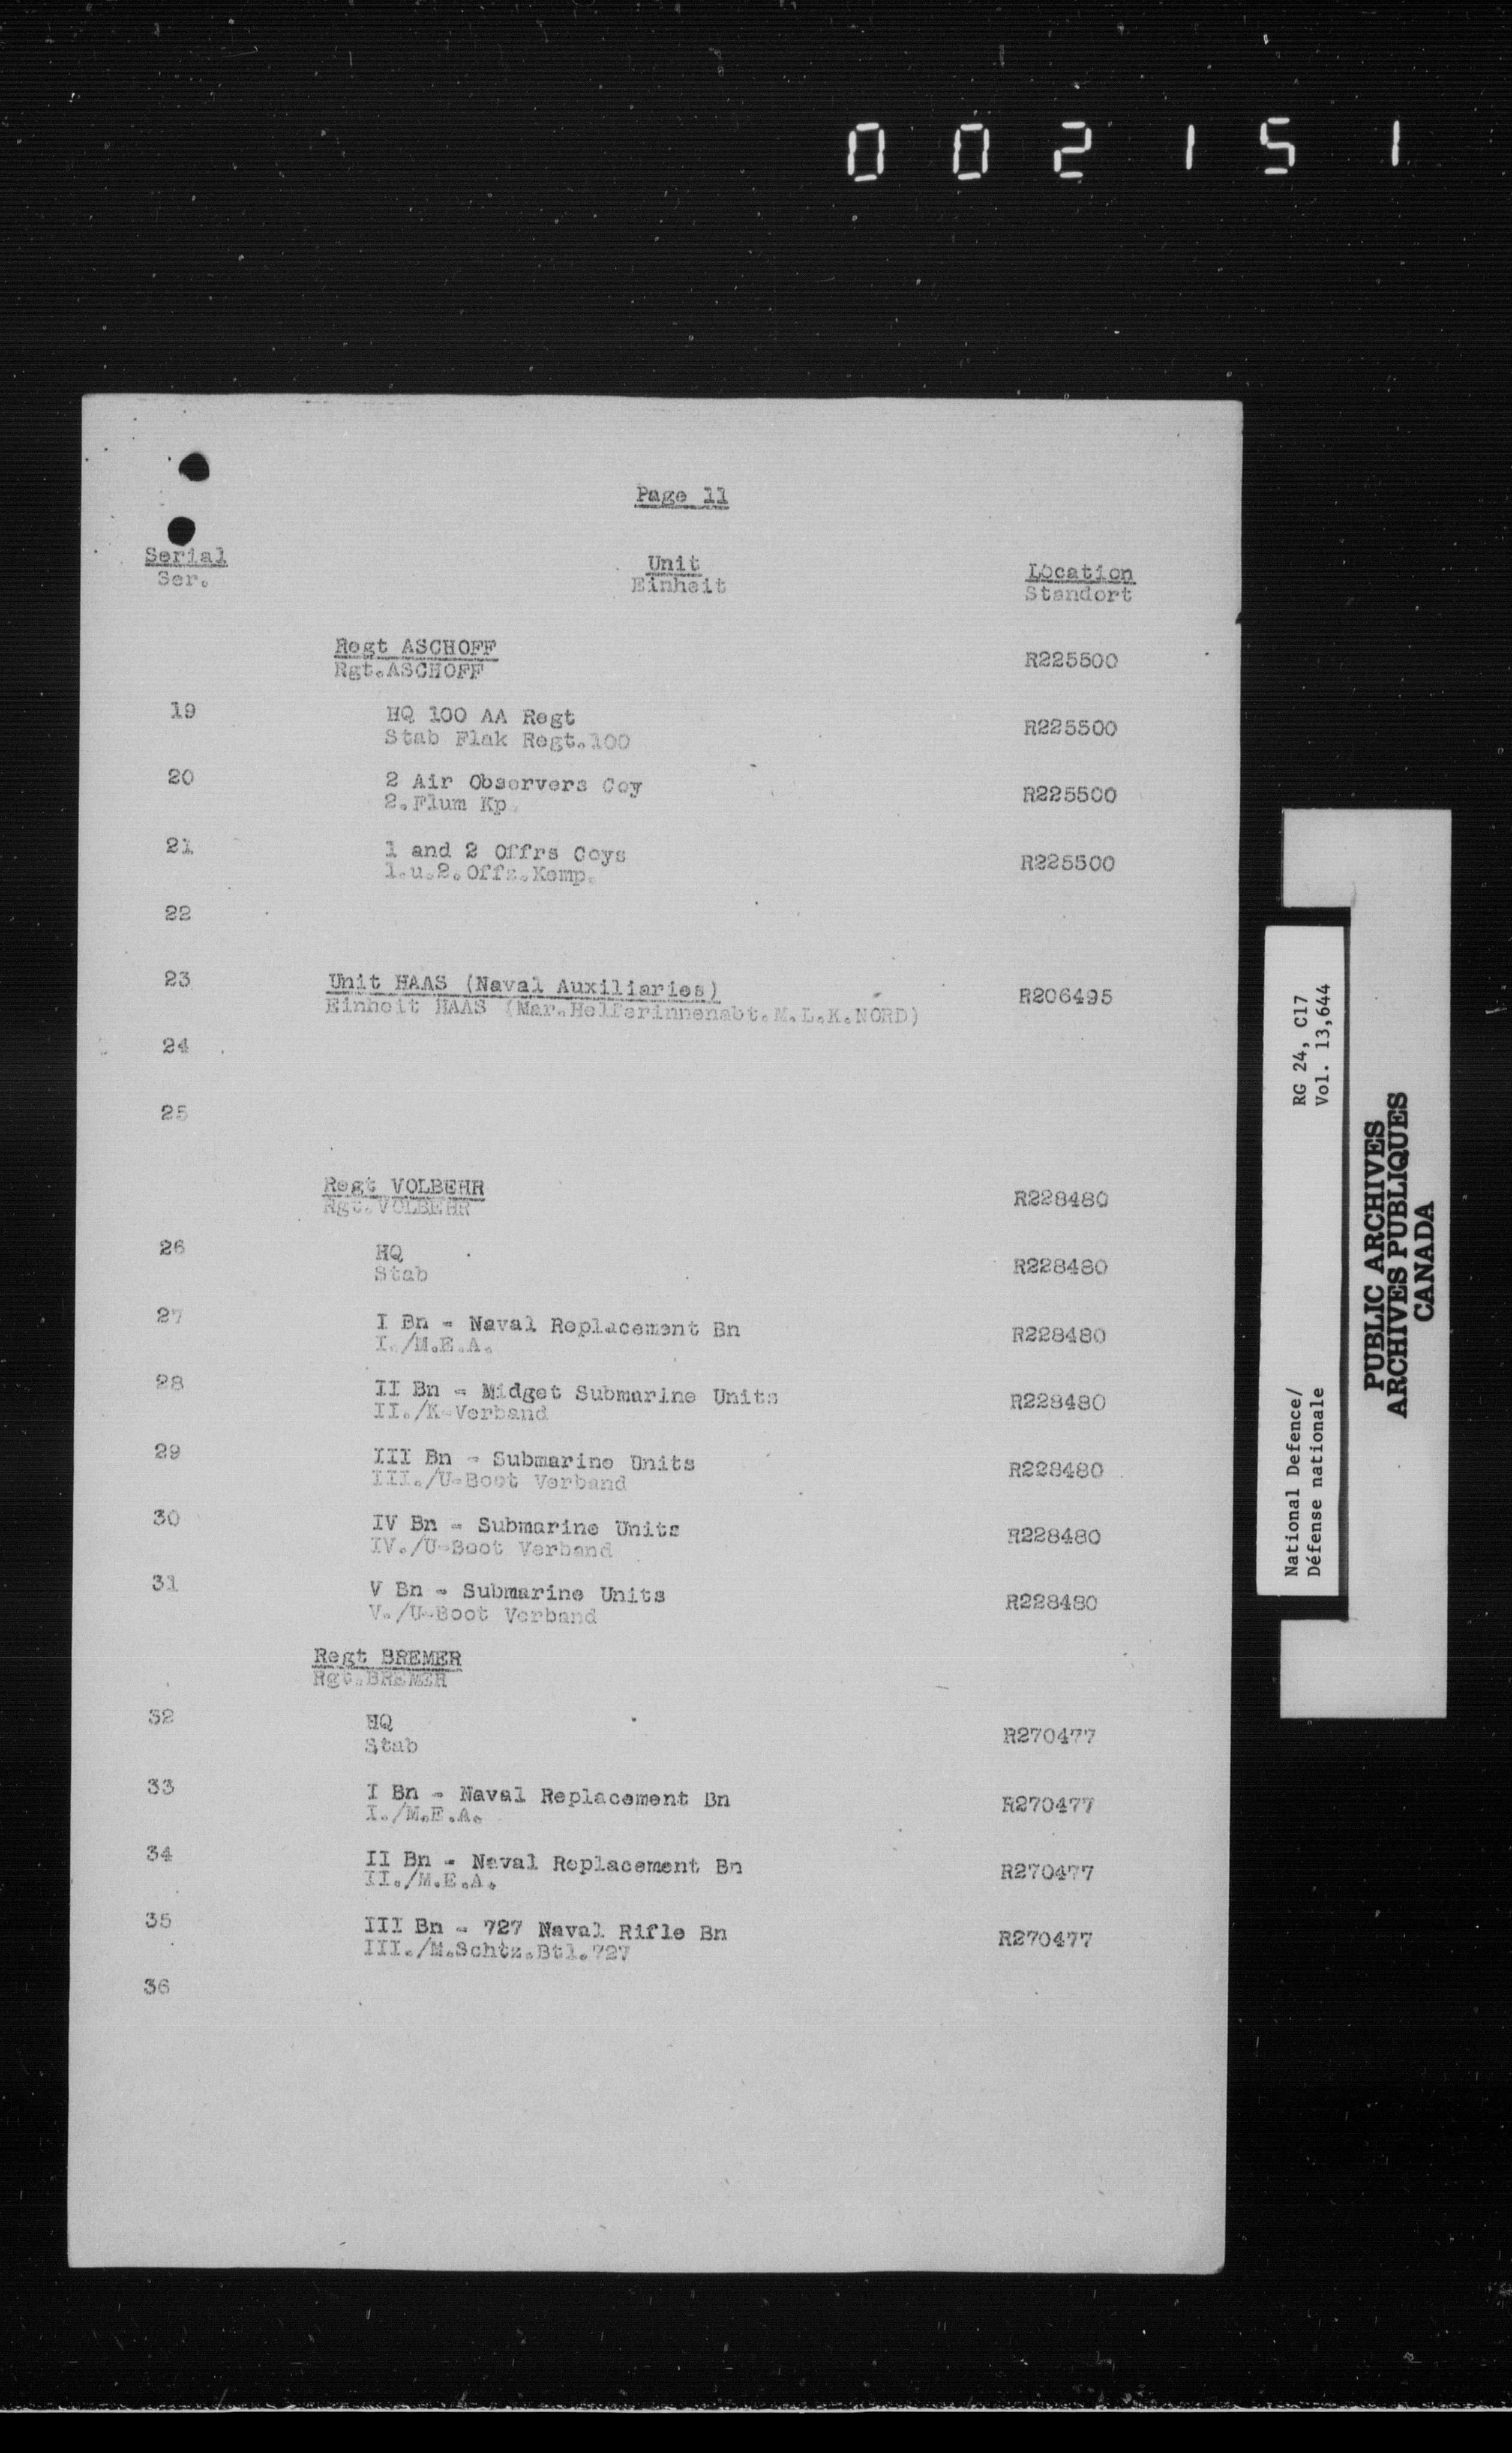 002151
Page 11
Serial Unit Location
Ser. Einheit Standort
Regt ASCHOFF R225500
Rgt.ASCHOFF
19 HQ 100 AA Regt R225500
Stab Flak Regt.100
20 2 Air Observers Coy R225500
2.Flum Kp.
21 1 and 2 Offrs Coys R225500
1.u.2.Offz.Komp.
22
23 Unit HAAS (Naval Auxiliaries) R206495
Einheit HAAS (Mar.Helferinnenabt.M.L.K.NORD)
24
25
Regt VOLBEHR R228480
Rgt.VOLBEHR
26 HQ R228480
Stab
27 I Bn - Naval Replacement Bn R228480
I./M.E.A.
28 II Bn - Midget Submarine Units R228480
II./K-Verband
29 III Bn - Submarine Units R228480
III./U-Boot Verband
30 IV Bn - Submarine Units R228480
IV./U-Boot Verband
31 V Bn - Submarine Units R228480
V./U-Boot Verband
Regt BREMER
Rgt.BREMER
32 HQ R270477
Stab
33 I Bn - Naval Replacement Bn R270477
I./M.E.A.
34 II Bn - Naval Replacement Bn R270477
II./M.E.A.
35 III Bn - 727 Naval Rifle Bn R270477
III./M.Schtz.Btl.727
36
National Defence/ RG 24, C17
Défense nationale Vol. 13,644
PUBLIC ARCHIVES
ARCHIVES PUBLIQUES
CANADA